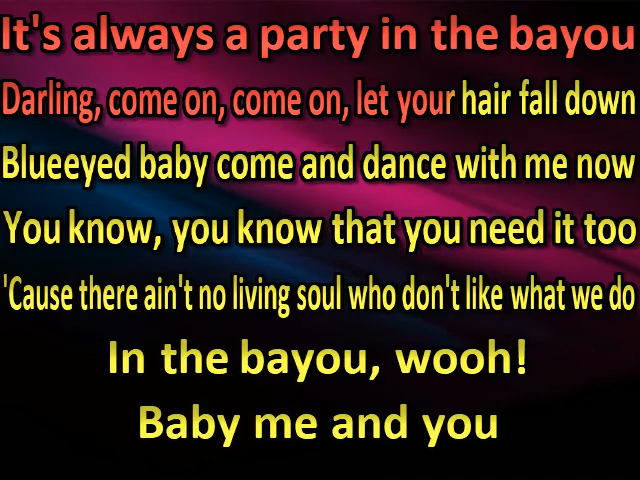 It's always a party in the bayou
Darling, come on, come on, let your hair fall down
Blueeyed baby come and dance with me now
You know, you know that you need it too
'Cause there ain't no living soul who don't like what we do
In the bayou, wooh!
Baby me and you